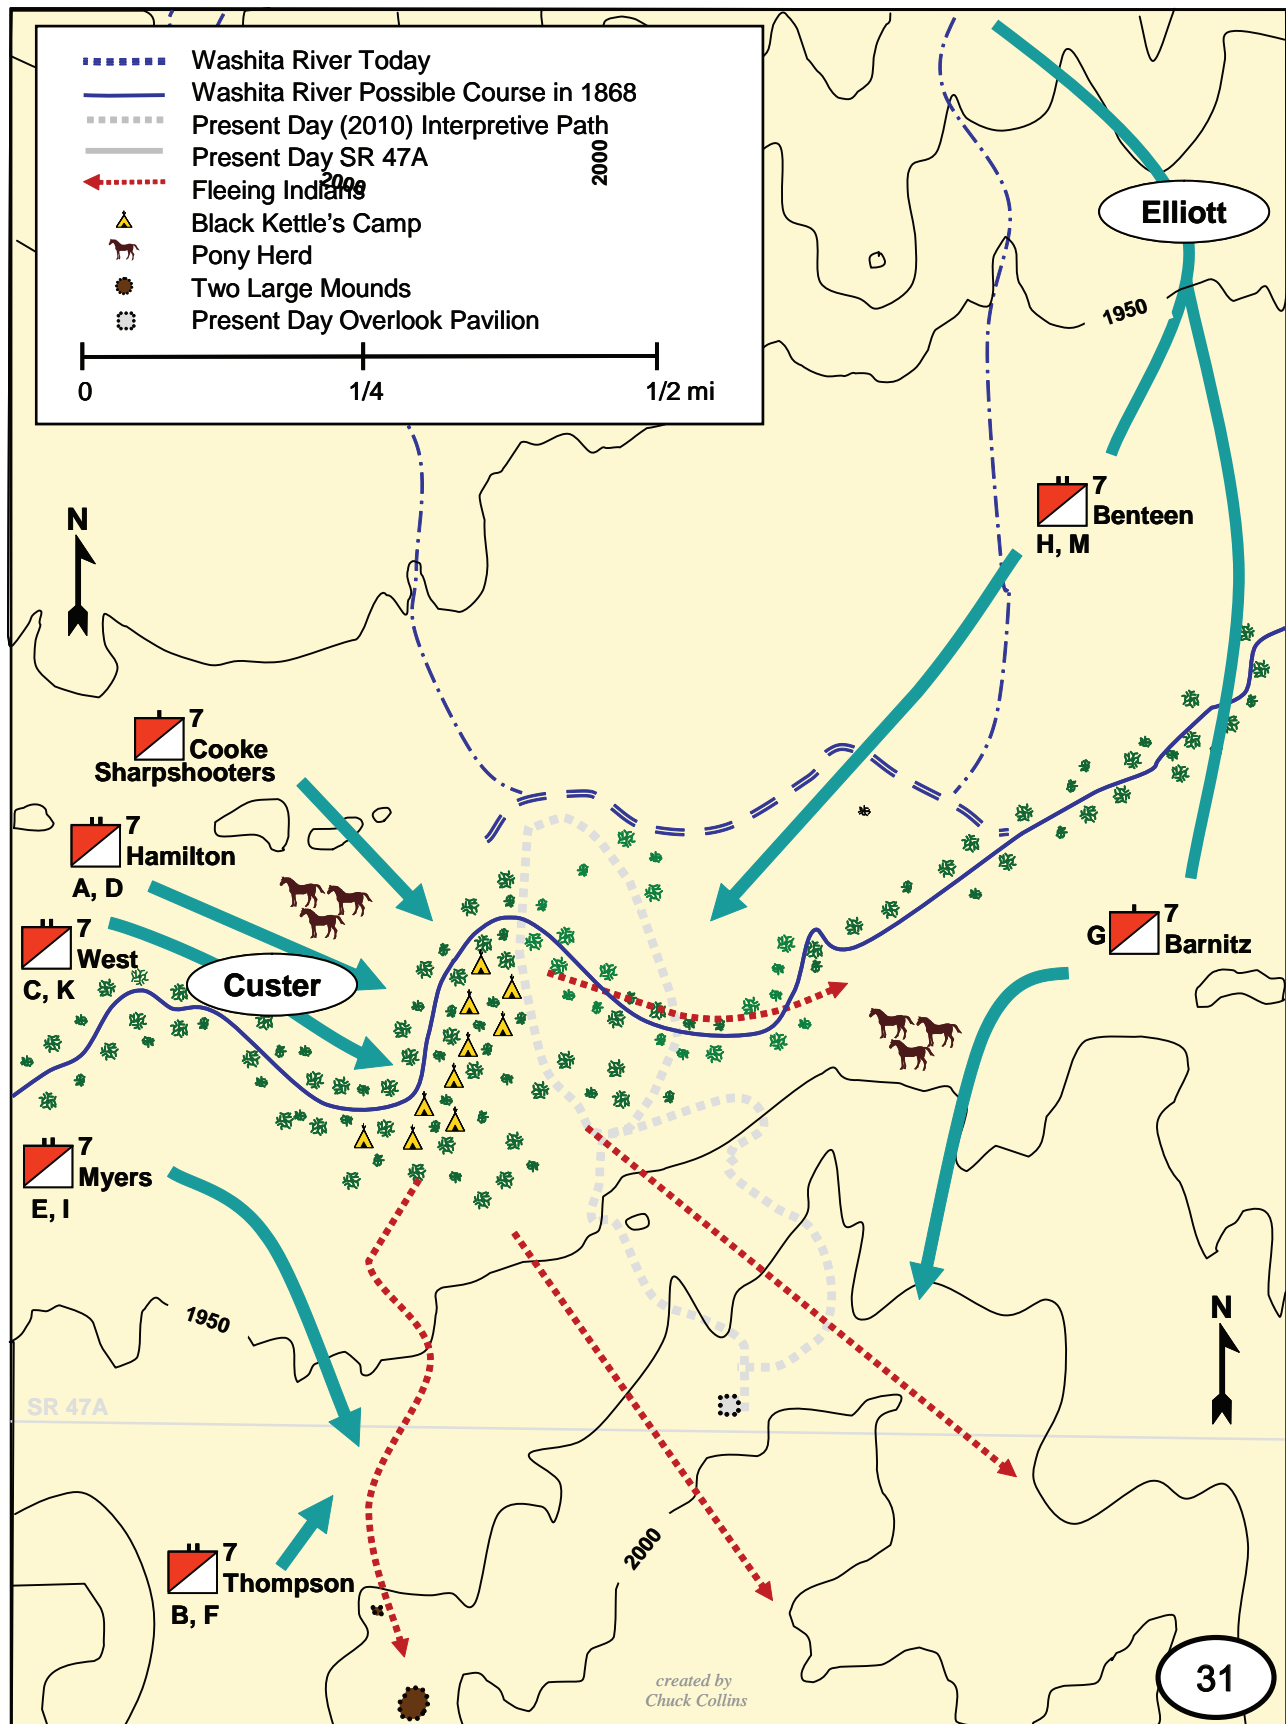 Washita River Today
Washita River Possible Course in 1868
Present Day (2010) Interpretive Path
Present Day SR 47A
2000
2000
Fleeing Indians
Black Kettle's Camp
Pony Herd
Two Large Mounds
Present Day Overlook Pavilion
0 1/4 1/2 mi
Elliott
1950
7
Benteen
H, M
N
7
Cooke
Sharpshooters
7
Hamilton
A, D
7
West
C, K
Custer
7
G Barnitz
7
Myers
E, I
1950
N
SR 47A
2000
7
Thompson
B, F
created by
Chuck Collins
31